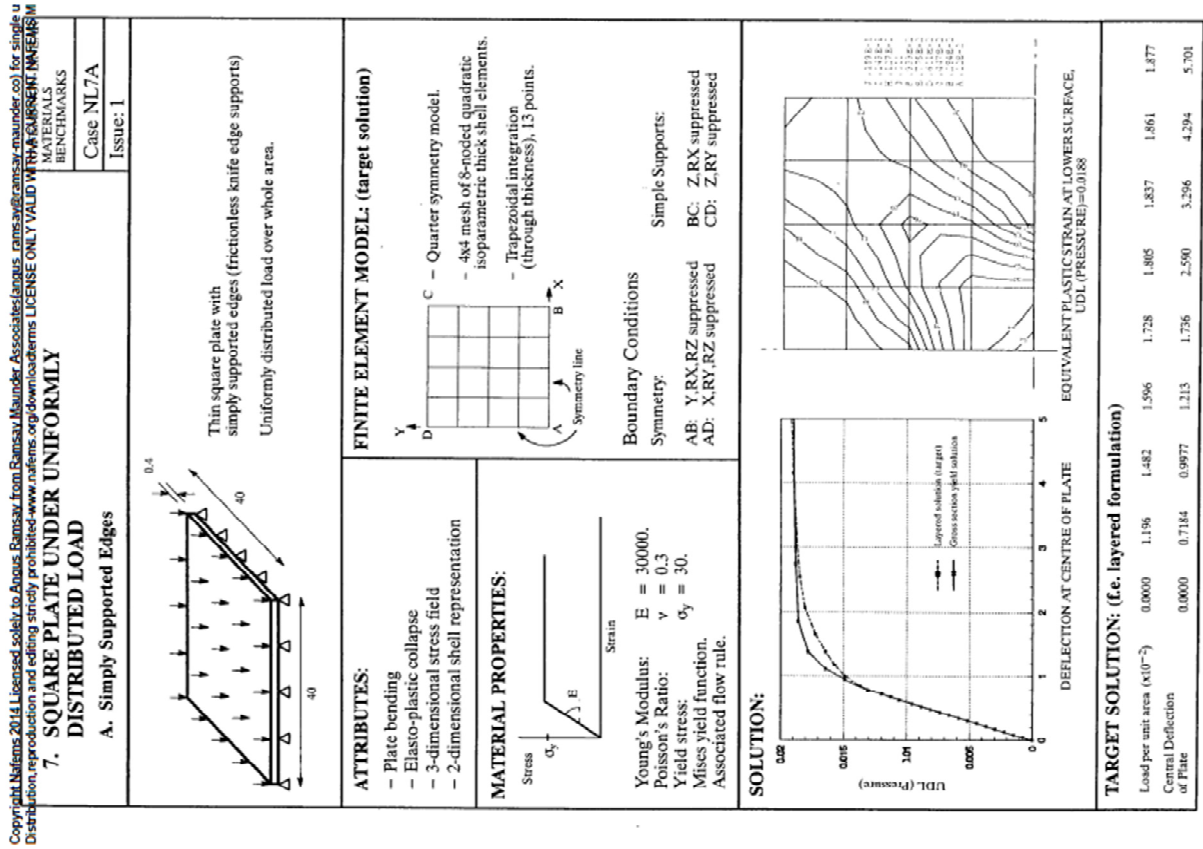 Copyright Nafems 2014 Licensed solely to Angus Ramsay from Ramsay Maunder Associates(angus_ramsay@ramsay-maunder.co) for single u
Distribution,reproduction and editing strictly prohibited-www.nafems.org/downloadterms LICENSE ONLY VALID WITH A CURRENT NAFEMS M
7. SQUARE PLATE UNDER UNIFORMLY
DISTRIBUTED LOAD
A. Simply Supported Edges
MATERIALS
BENCHMARKS
Case NL7A
Issue: 1
0.4
40
40
Thin square plate with
simply supported edges (frictionless knife edge supports)
Uniformly distributed load over whole area.
ATTRIBUTES:
– Plate bending
– Elasto-plastic collapse
– 3-dimensional stress field
– 2-dimensional shell representation
MATERIAL PROPERTIES:
Stress
σy
E
Strain
Young's Modulus: E = 30000.
Poisson's Ratio: ν = 0.3
Yield stress: σy = 30.
Mises yield function.
Associated flow rule.
FINITE ELEMENT MODEL: (target solution)
Y
D
C
A
B
X
Symmetry line
– Quarter symmetry model.
– 4x4 mesh of 8-noded quadratic
isoparametric thick shell elements.
– Trapezoidal integration
(through thickness), 13 points.
Boundary Conditions
Symmetry:
AB: Y,RX,RZ suppressed
AD: X,RY,RZ suppressed
Simple Supports:
BC: Z,RX suppressed
CD: Z,RY suppressed
SOLUTION:
UDL (Pressure)
0.02
0.015
0.01
0.005
0
0 1 2 3 4 5
Layered solution (target)
Gross section yield solution
DEFLECTION AT CENTRE OF PLATE
EQUIVALENT PLASTIC STRAIN AT LOWER SURFACE,
UDL (PRESSURE)=0.0188
TARGET SOLUTION: (f.e. layered formulation)
Load per unit area (x10⁻²) 0.0000 1.196 1.482 1.596 1.728 1.805 1.837 1.861 1.877
Central Deflection
of Plate 0.0000 0.7184 0.9977 1.213 1.736 2.590 3.296 4.294 5.701